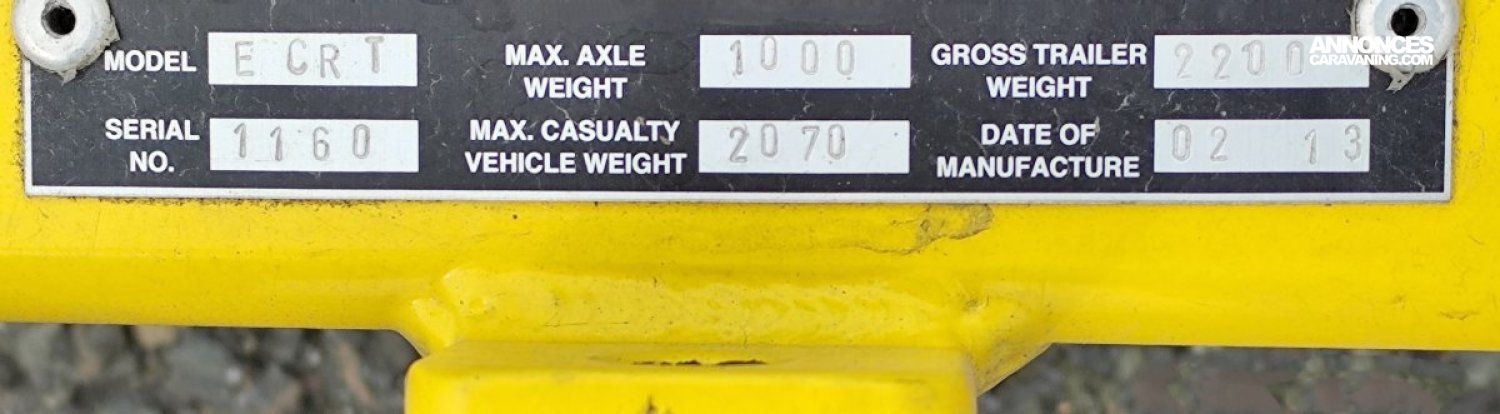 MODEL E CRT MAX. AXLE WEIGHT 1000 GROSS TRAILER WEIGHT 2200
SERIAL NO. 1160 MAX. CASUALTY VEHICLE WEIGHT 2070 DATE OF MANUFACTURE 02 13
ANNONCES
CARAVANING.COM